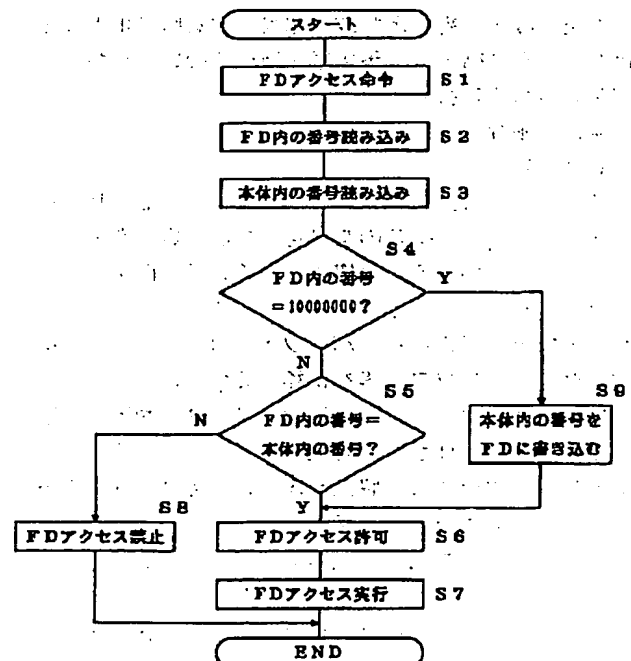 スタート
FDアクセス命令 S1
FD内の番号読み込み S2
本体内の番号読み込み S3
S4
FD内の番号
=10000000?
Y
N
S5
FD内の番号=
本体内の番号?
N
Y
S9
本体内の番号を
FDに書き込む
S8
FDアクセス禁止
FDアクセス許可 S6
FDアクセス実行 S7
END